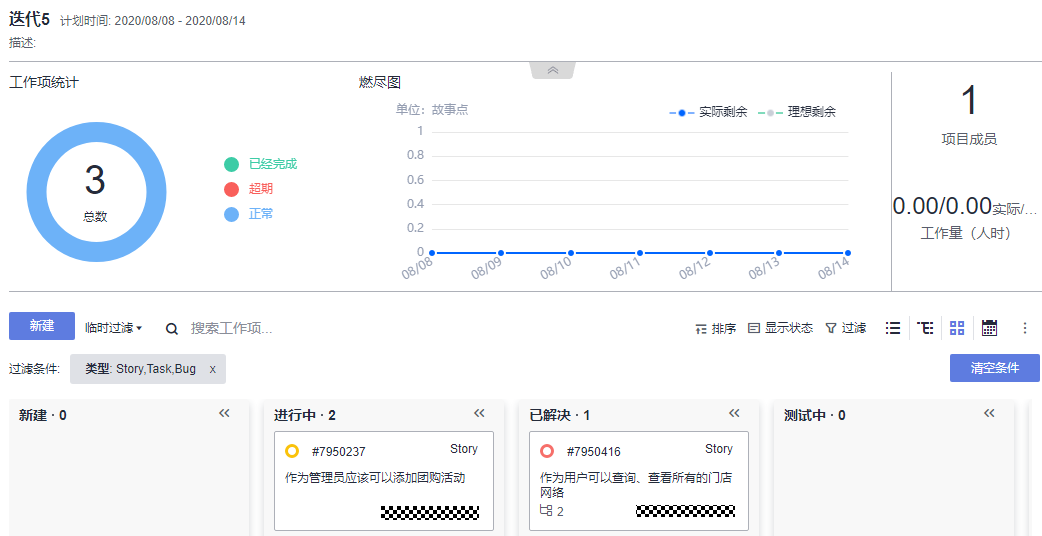 迭代5 计划时间: 2020/08/08 - 2020/08/14
描述:
工作项统计
3
总数
已经完成
超期
正常
燃尽图
单位: 故事点
实际剩余 理想剩余
1
0.8
0.6
0.4
0.2
0
08/08 08/09 08/10 08/11 08/12 08/13 08/14
1
项目成员
0.00/0.00实际/...
工作量（人时）
新建 临时过滤 搜索工作项... 排序 显示状态 过滤
过滤条件: 类型: Story,Task,Bug x 清空条件
新建 · 0
进行中 · 2
#7950237 Story
作为管理员应该可以添加团购活动
已解决 · 1
#7950416 Story
作为用户可以查询、查看所有的门店
网络
2
测试中 · 0